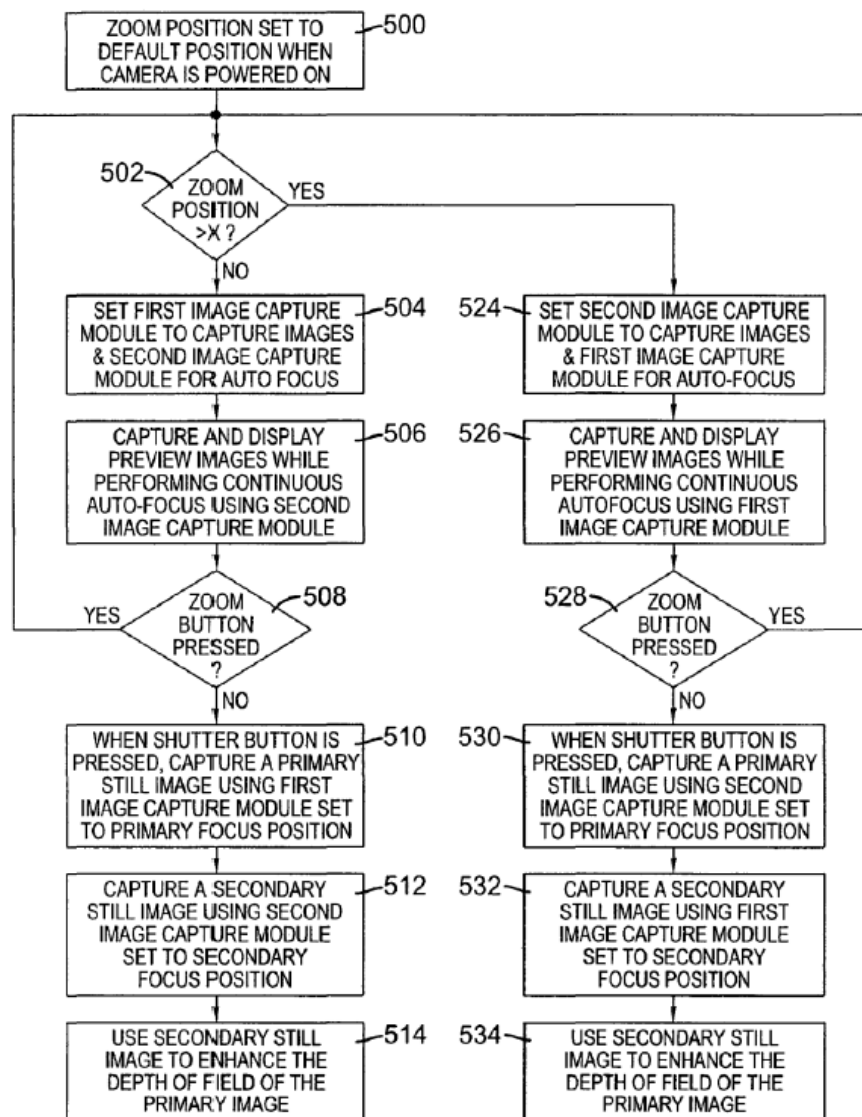 ZOOM POSITION SET TO
DEFAULT POSITION WHEN
CAMERA IS POWERED ON
500
502
ZOOM
POSITION
>X ?
YES
NO
SET FIRST IMAGE CAPTURE
MODULE TO CAPTURE IMAGES
& SECOND IMAGE CAPTURE
MODULE FOR AUTO FOCUS
504
524
SET SECOND IMAGE CAPTURE
MODULE TO CAPTURE IMAGES
& FIRST IMAGE CAPTURE
MODULE FOR AUTO-FOCUS
CAPTURE AND DISPLAY
PREVIEW IMAGES WHILE
PERFORMING CONTINUOUS
AUTO-FOCUS USING SECOND
IMAGE CAPTURE MODULE
506
526
CAPTURE AND DISPLAY
PREVIEW IMAGES WHILE
PERFORMING CONTINUOUS
AUTOFOCUS USING FIRST
IMAGE CAPTURE MODULE
YES
ZOOM
BUTTON
PRESSED
?
508
NO
528
ZOOM
BUTTON
PRESSED
?
YES
NO
WHEN SHUTTER BUTTON IS
PRESSED, CAPTURE A PRIMARY
STILL IMAGE USING FIRST
IMAGE CAPTURE MODULE SET
TO PRIMARY FOCUS POSITION
510
530
WHEN SHUTTER BUTTON IS
PRESSED, CAPTURE A PRIMARY
STILL IMAGE USING SECOND
IMAGE CAPTURE MODULE SET
TO PRIMARY FOCUS POSITION
CAPTURE A SECONDARY
STILL IMAGE USING SECOND
IMAGE CAPTURE MODULE
SET TO SECONDARY
FOCUS POSITION
512
532
CAPTURE A SECONDARY
STILL IMAGE USING FIRST
IMAGE CAPTURE MODULE
SET TO SECONDARY
FOCUS POSITION
USE SECONDARY STILL
IMAGE TO ENHANCE THE
DEPTH OF FIELD OF THE
PRIMARY IMAGE
514
534
USE SECONDARY STILL
IMAGE TO ENHANCE THE
DEPTH OF FIELD OF THE
PRIMARY IMAGE